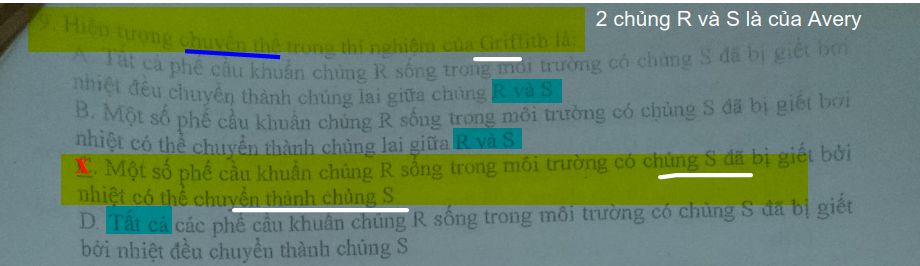 2 chủng R và S là của Avery
9. Hiện tượng chuyển thể trong thí nghiệm của Griffith là:
A. Tất cả phế cầu khuẩn chủng R sống trong môi trường có chủng S đã bị giết bởi
nhiệt đều chuyển thành chủng lai giữa chủng R và S
B. Một số phế cầu khuẩn chủng R sống trong môi trường có chủng S đã bị giết bởi
nhiệt có thể chuyển thành chủng lai giữa R và S
C. Một số phế cầu khuẩn chủng R sống trong môi trường có chủng S đã bị giết bởi
nhiệt có thể chuyển thành chủng S
D. Tất cả các phế cầu khuẩn chủng R sống trong môi trường có chủng S đã bị giết
bởi nhiệt đều chuyển thành chủng S